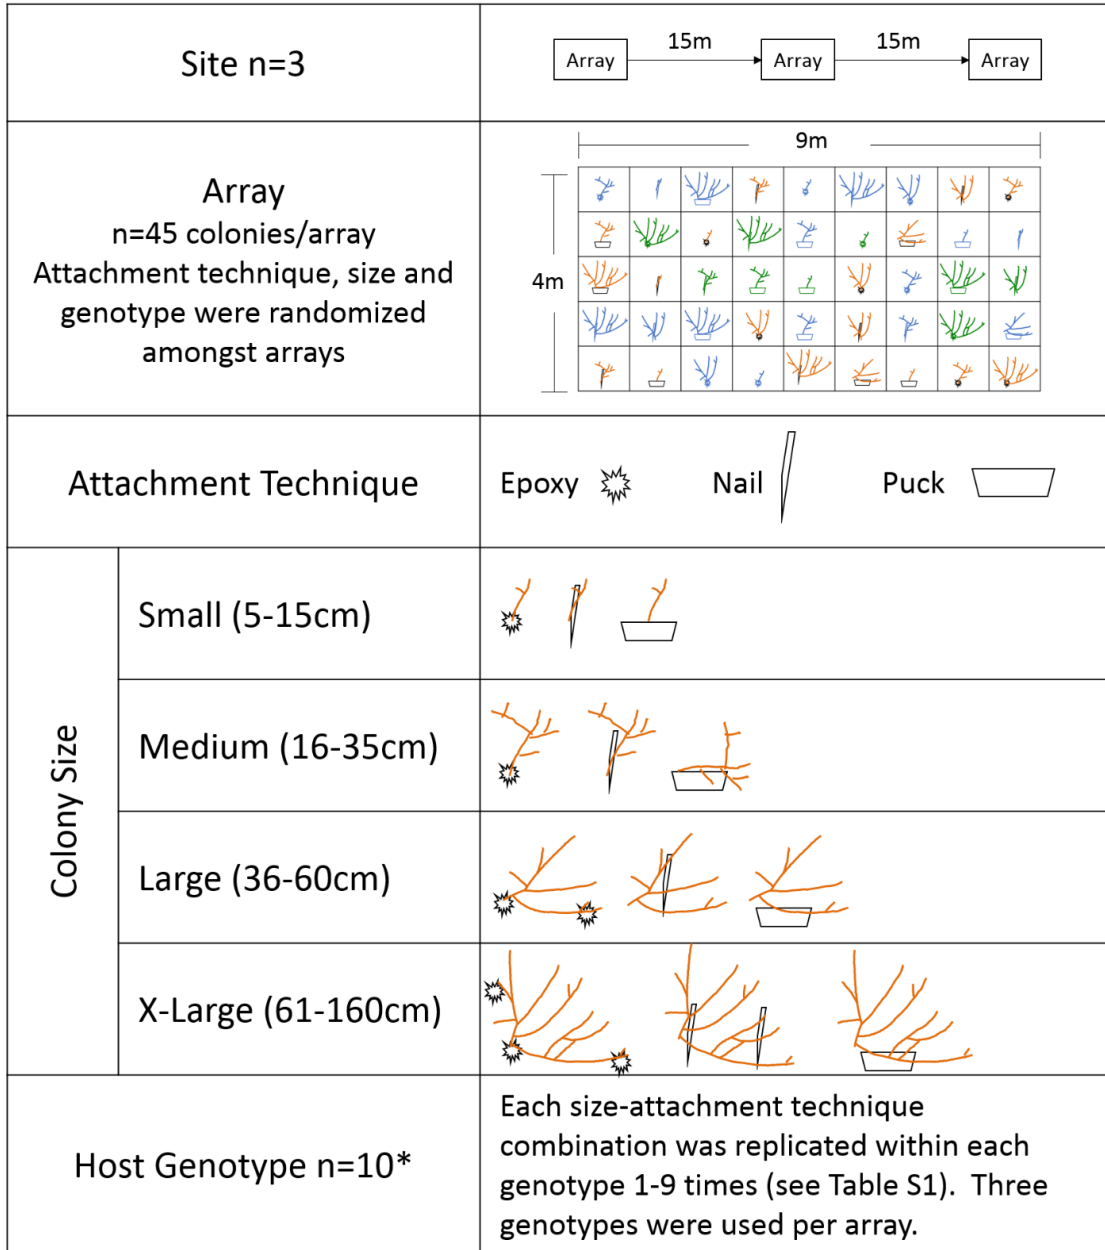 Site n=3
15m 15m
Array Array Array
9m
Array
n=45 colonies/array
Attachment technique, size and
genotype were randomized
amongst arrays
4m
Attachment Technique
Epoxy Nail Puck
Colony Size
Small (5-15cm)
Medium (16-35cm)
Large (36-60cm)
X-Large (61-160cm)
Host Genotype n=10*
Each size-attachment technique
combination was replicated within each
genotype 1-9 times (see Table S1).  Three
genotypes were used per array.